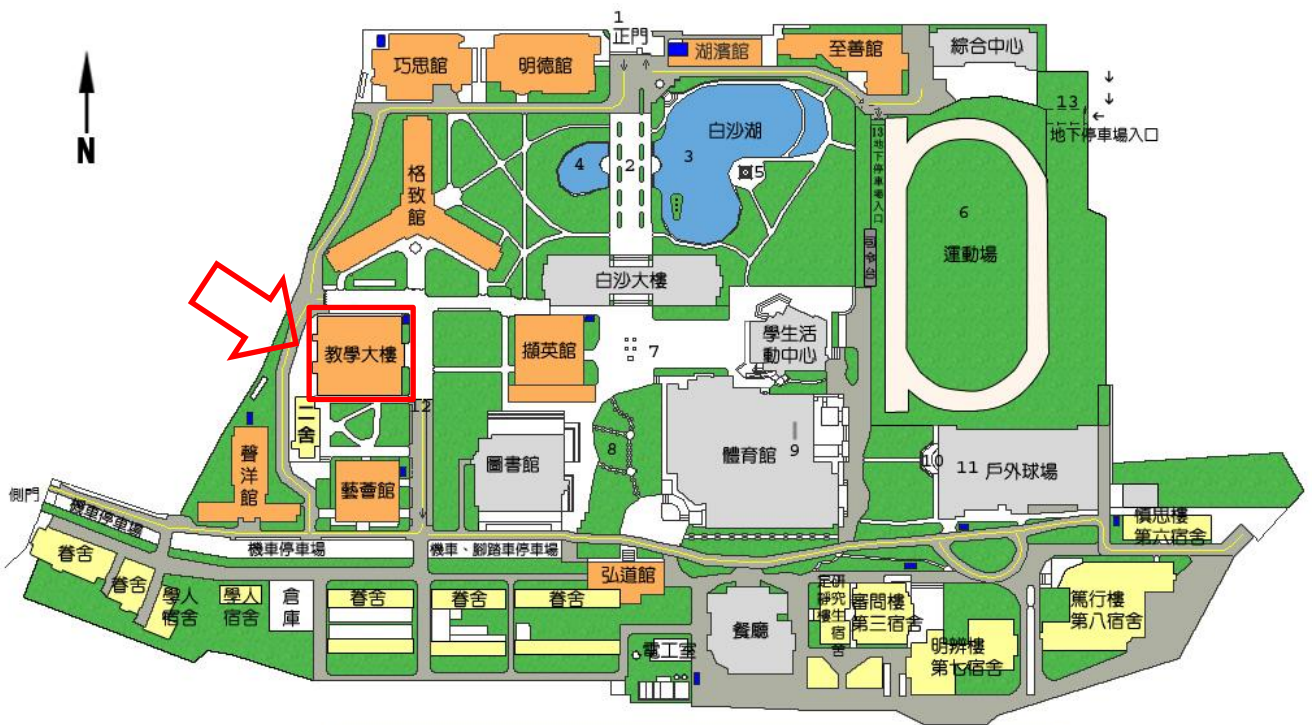 1
正門
巧思館
明德館
湖濱館
至善館
綜合中心
N
13
地下停車場入口
格致館
4
2
3
白沙湖
5
13地下停車場入口
6
運動場
司令台
白沙大樓
教學大樓
擷英館
7
學生活
動中心
12
二舍
聲洋館
藝薈館
圖書館
8
體育館
9
10
11
戶外球場
側門
機車停車場
機車停車場
機車、腳踏車停車場
弘道館
慎思樓
第六宿舍
眷舍
眷舍
學人
宿舍
學人
宿舍
倉庫
眷舍
眷舍
眷舍
電工室
餐廳
研究生宿舍
定靜樓
審問樓
第三宿舍
明辨樓
第七宿舍
篤行樓
第八宿舍